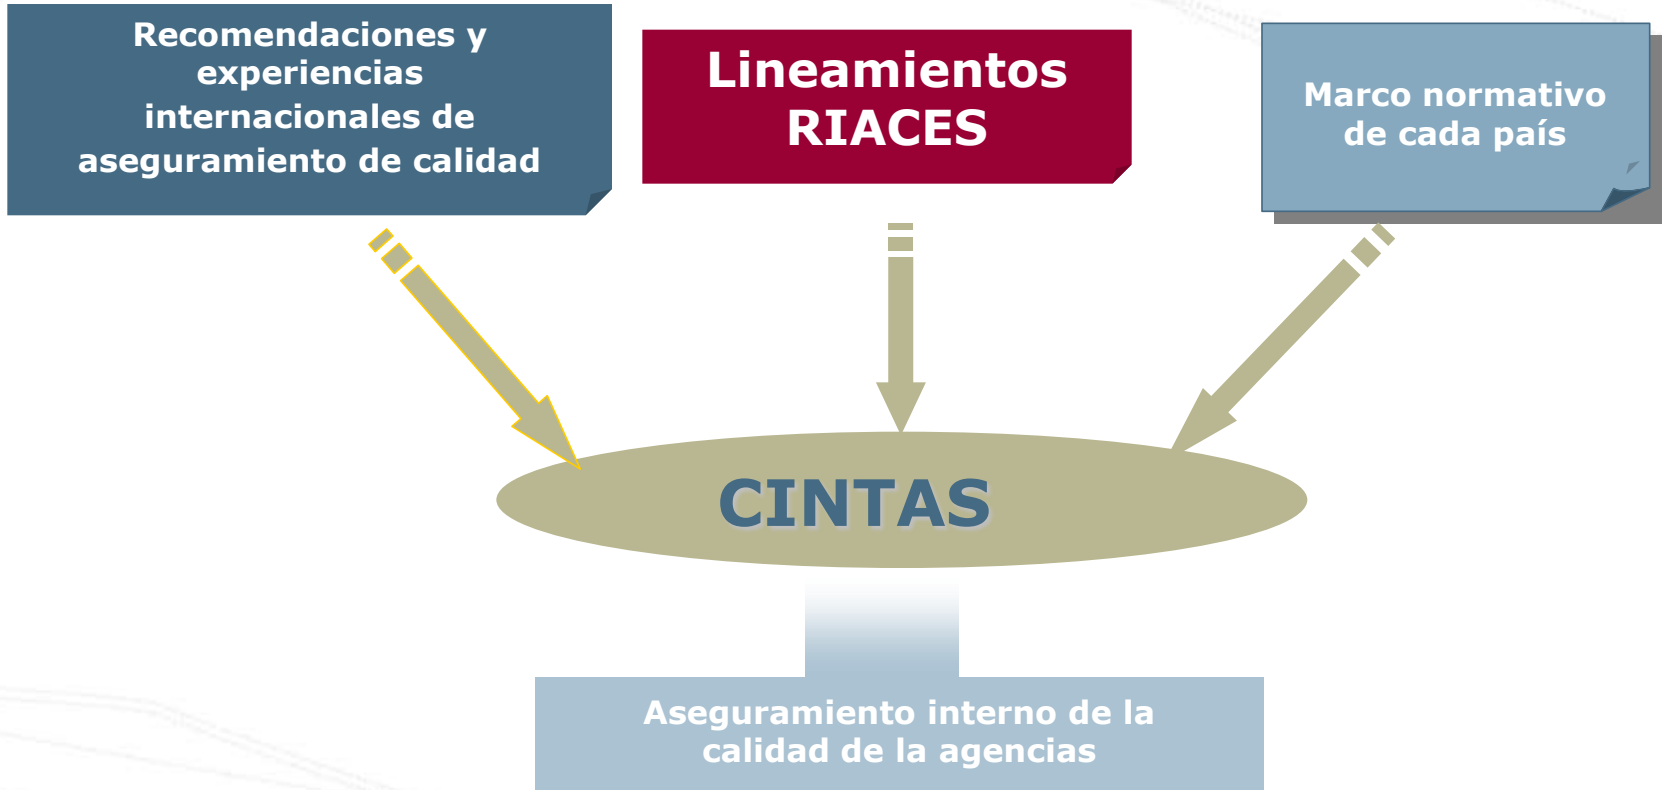 Recomendaciones y
experiencias
internacionales de
aseguramiento de calidad
Lineamientos
RIACES
Marco normativo
de cada país
CINTAS
Aseguramiento interno de la
calidad de la agencias